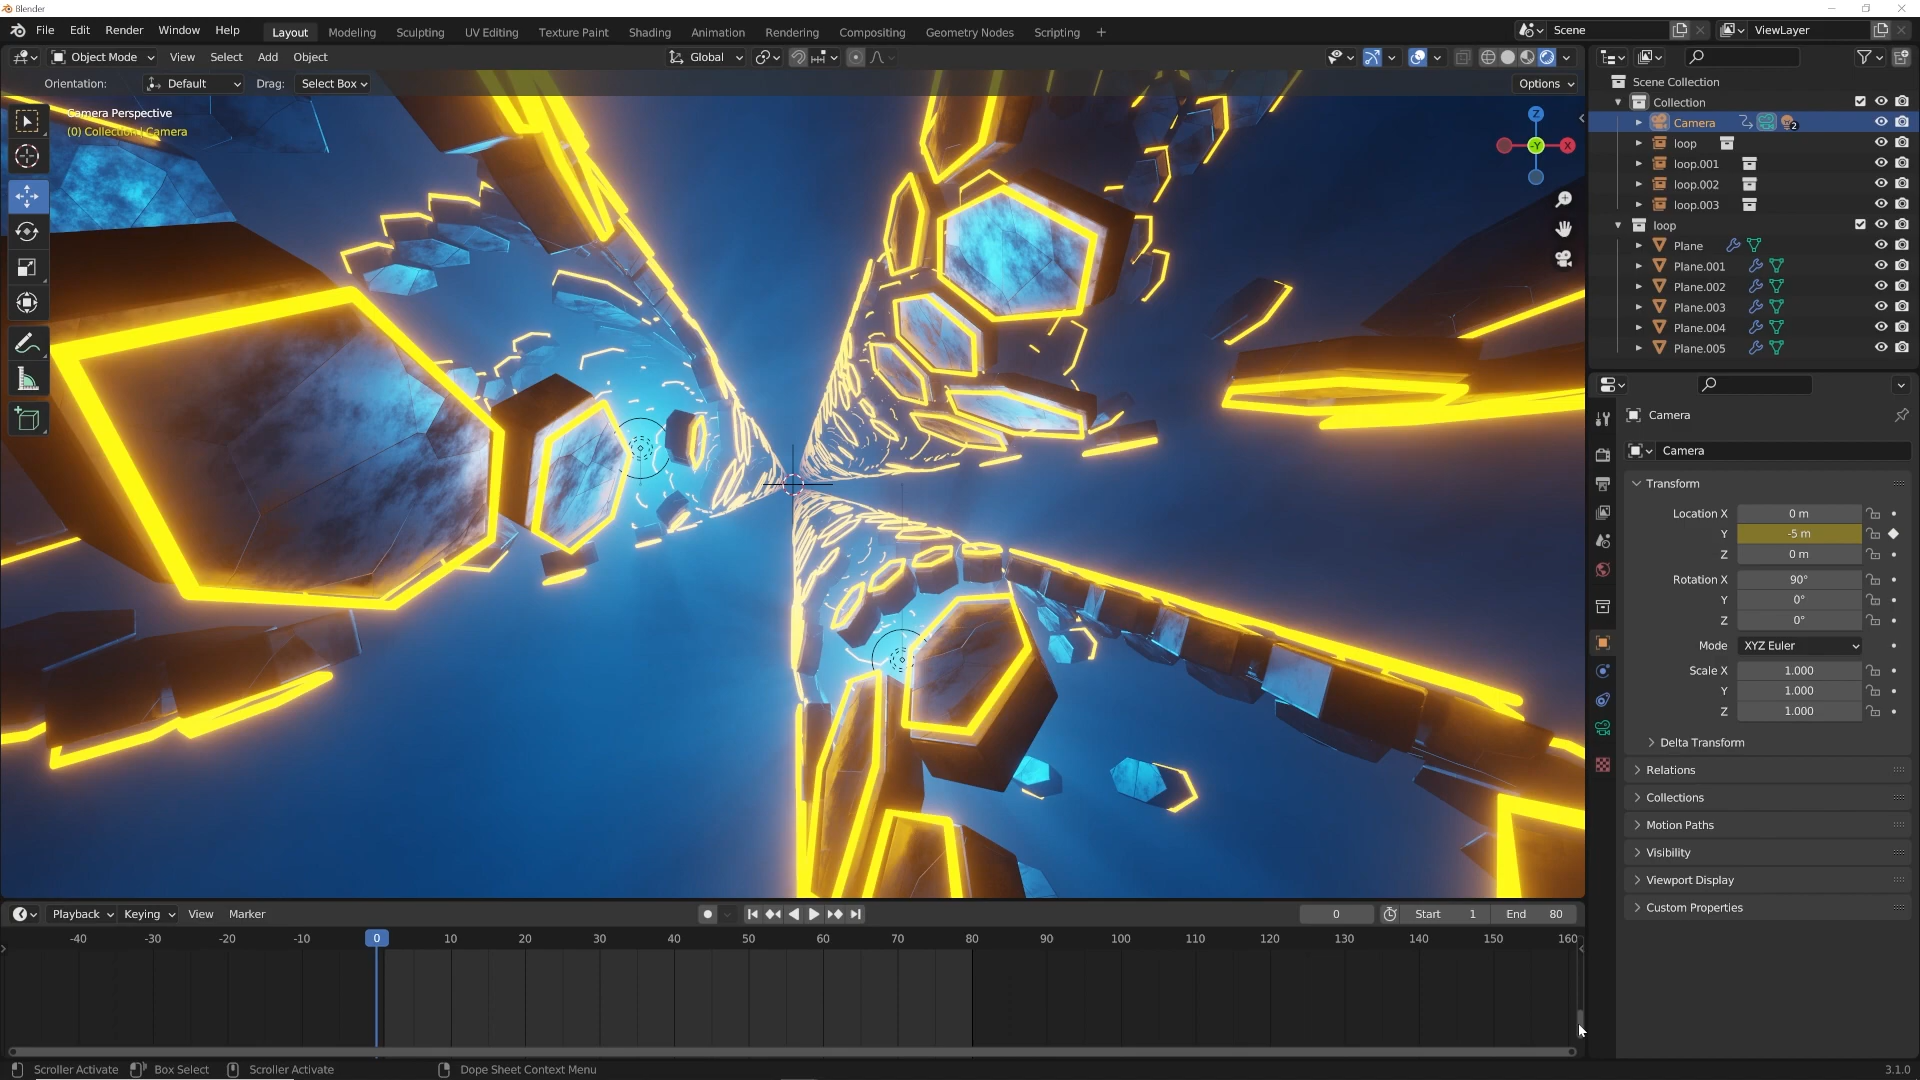 Blender
File Edit Render Window Help Layout Modeling Sculpting UV Editing Texture Paint Shading Animation Rendering Compositing Geometry Nodes Scripting + Scene ViewLayer
Object Mode View Select Add Object Global
Orientation: Default Drag: Select Box Options
Camera Perspective
(0) Collection | Camera
Z
-Y
X
Scene Collection
Collection
Camera 2
loop
loop.001
loop.002
loop.003
loop
Plane
Plane.001
Plane.002
Plane.003
Plane.004
Plane.005
Camera
Camera
Transform
Location X 0 m
Y -5 m
Z 0 m
Rotation X 90°
Y 0°
Z 0°
Mode XYZ Euler
Scale X 1.000
Y 1.000
Z 1.000
Delta Transform
Relations
Collections
Motion Paths
Visibility
Viewport Display
Custom Properties
Playback Keying View Marker 0 Start 1 End 80
-40 -30 -20 -10 0 10 20 30 40 50 60 70 80 90 100 110 120 130 140 150 160
Scroller Activate Box Select Scroller Activate Dope Sheet Context Menu 3.1.0